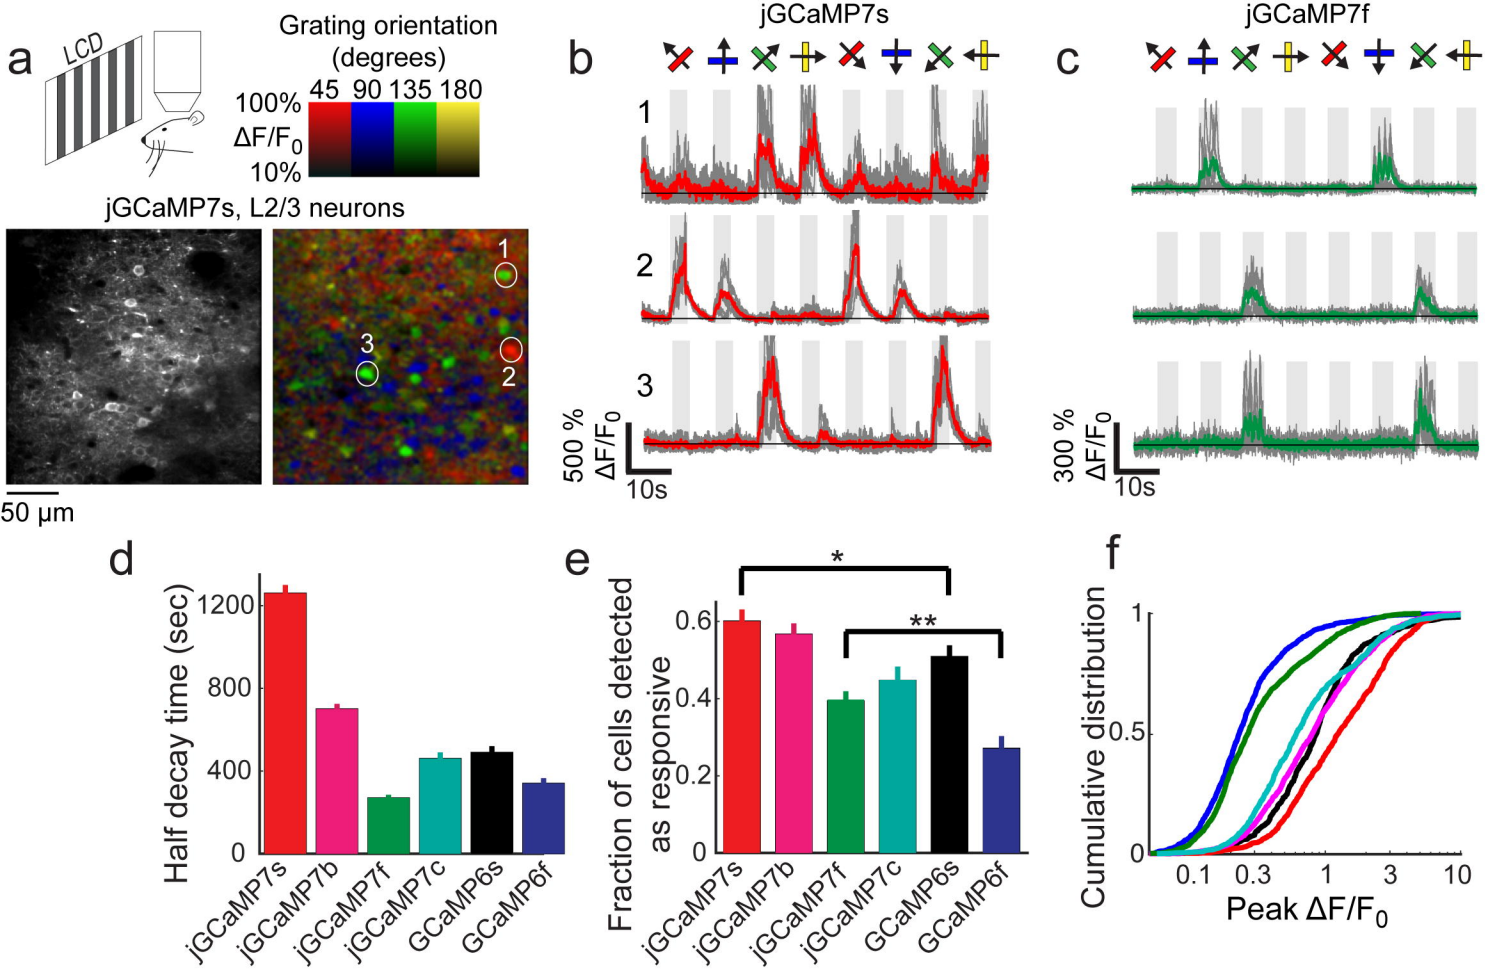 a
LCD
Grating orientation
(degrees)
45 90 135 180
100%
ΔF/F0
10%
jGCaMP7s, L2/3 neurons
1
3
2
50 µm
b
jGCaMP7s
1
2
3
500 %
ΔF/F0
10s
c
jGCaMP7f
300 %
ΔF/F0
10s
d
Half decay time (sec)
1200
800
400
0
jGCaMP7s
jGCaMP7b
jGCaMP7f
jGCaMP7c
GCaMP6s
GCaMP6f
e
Fraction of cells detected
as responsive
*
**
0.6
0.4
0.2
0
jGCaMP7s
jGCaMP7b
jGCaMP7f
jGCaMP7c
GCaMP6s
GCaMP6f
f
Cumulative distribution
1
0.5
0
0.1 0.3 1 3 10
Peak ΔF/F0